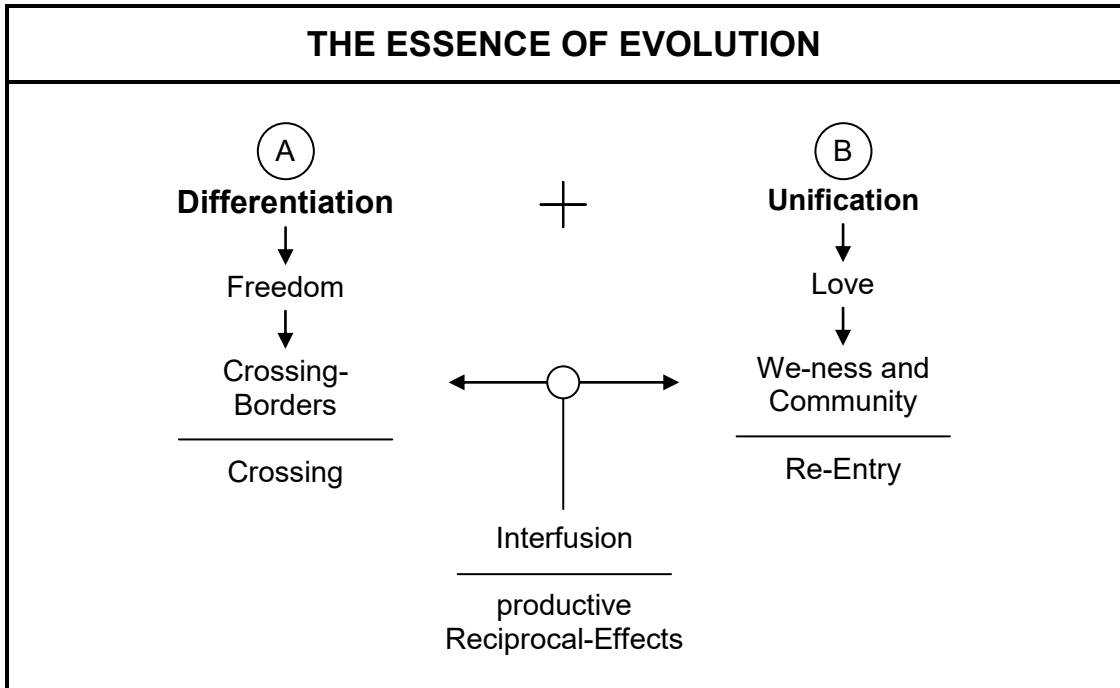 THE ESSENCE OF EVOLUTION
A
Differentiation
Freedom
Crossing-
Borders
Crossing
+
B
Unification
Love
We-ness and
Community
Re-Entry
Interfusion
productive
Reciprocal-Effects